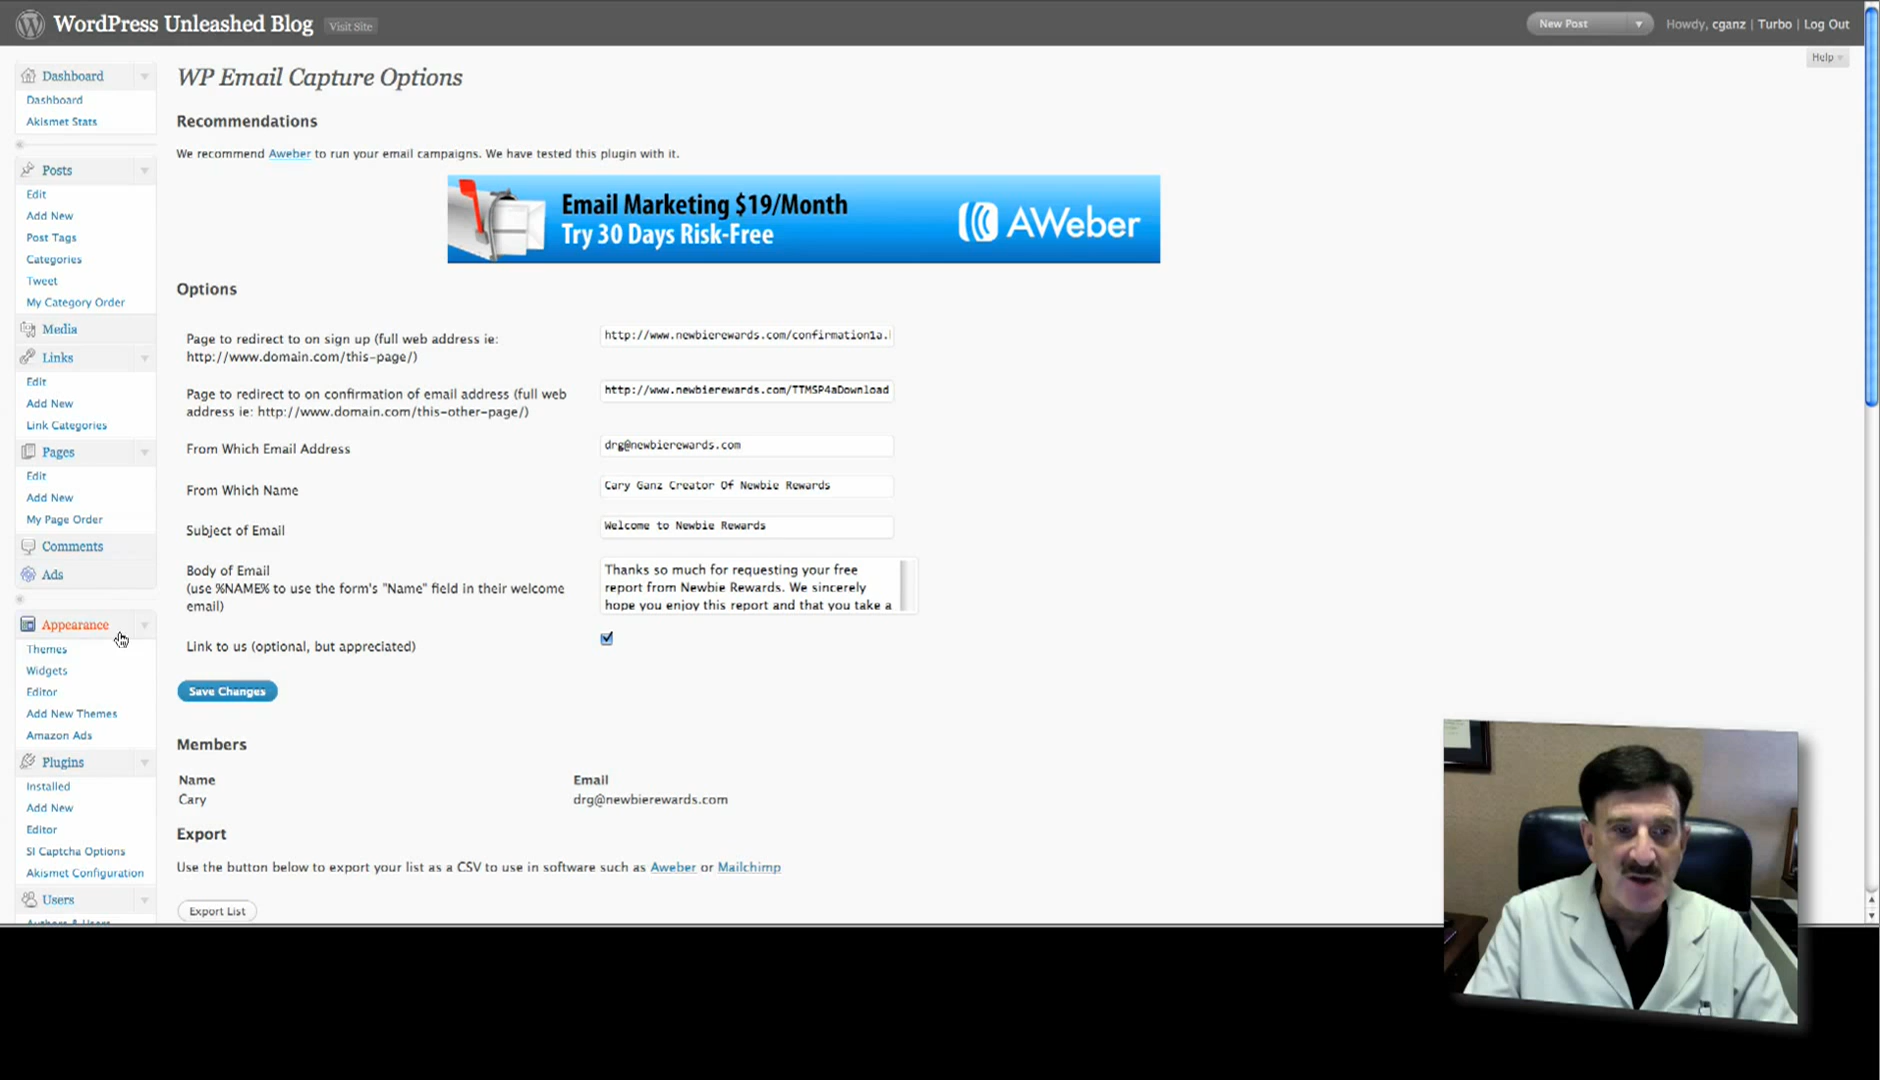 WordPress Unleashed Blog Visit Site
New Post Howdy, cganz | Turbo | Log Out
Help
Dashboard
Dashboard
Akismet Stats
Posts
Edit
Add New
Post Tags
Categories
Tweet
My Category Order
Media
Links
Edit
Add New
Link Categories
Pages
Edit
Add New
My Page Order
Comments
Ads
Appearance
Themes
Widgets
Editor
Add New Themes
Amazon Ads
Plugins
Installed
Add New
Editor
SI Captcha Options
Akismet Configuration
Users
Authors & Users
WP Email Capture Options
Recommendations
We recommend Aweber to run your email campaigns. We have tested this plugin with it.
Email Marketing $19/Month
Try 30 Days Risk-Free
AWeber
Options
Page to redirect to on sign up (full web address ie:
http://www.domain.com/this-page/)
http://www.newbierewards.com/confirmation1a.
Page to redirect to on confirmation of email address (full web
address ie: http://www.domain.com/this-other-page/)
http://www.newbierewards.com/TTMSP4aDownload
From Which Email Address
drg@newbierewards.com
From Which Name
Cary Ganz Creator Of Newbie Rewards
Subject of Email
Welcome to Newbie Rewards
Body of Email
(use %NAME% to use the form's "Name" field in their welcome
email)
Thanks so much for requesting your free
report from Newbie Rewards. We sincerely
hope you enjoy this report and that you take a
Link to us (optional, but appreciated)
Save Changes
Members
Name Email
Cary drg@newbierewards.com
Export
Use the button below to export your list as a CSV to use in software such as Aweber or Mailchimp
Export List